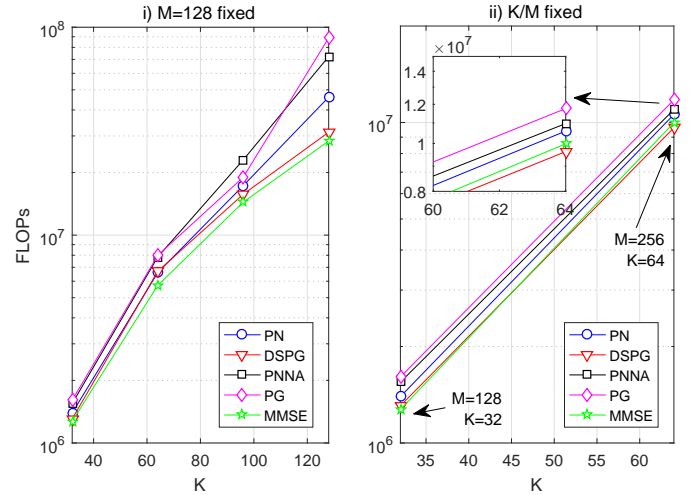 i) M=128 fixed
FLOPs
10^8
10^7
10^6
40
60
80
100
120
K
PN
DSPG
PNNA
PG
MMSE
ii) K/M fixed
× 10^7
1.4
1.2
1
0.8
60
62
64
10^7
10^6
M=256
K=64
M=128
K=32
PN
DSPG
PNNA
PG
MMSE
35
40
45
50
55
60
K